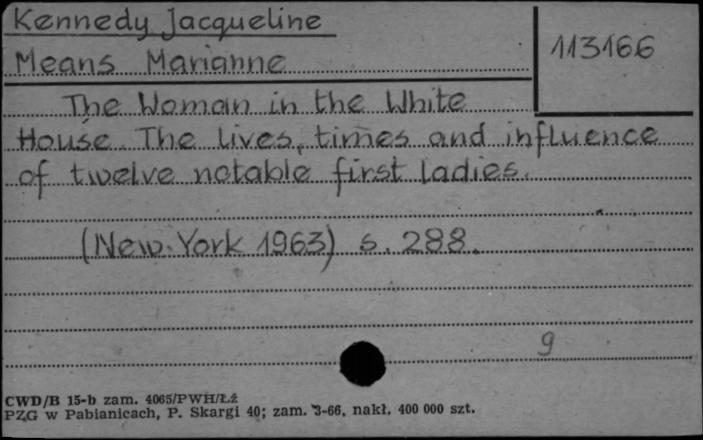 Kennedy Jacqueline
113166
Means Marianne
The Woman in the White
House. The lives, times and influence
of twelve notable first ladies.
(New York 1963) s. 288.
9
CWD/B 15-b zam. 4065/PWH/Łź
PZG w Pabianicach, P. Skargi 40; zam. 3-66, nakł. 400 000 szt.